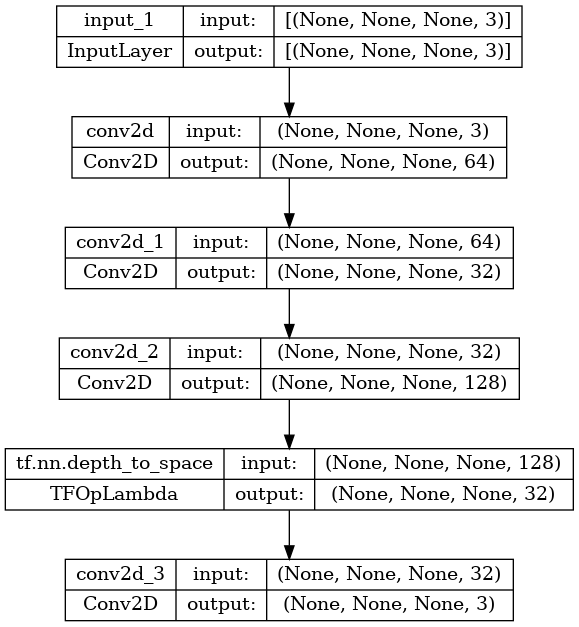 input_1 input: [(None, None, None, 3)]
InputLayer output: [(None, None, None, 3)]
conv2d input: (None, None, None, 3)
Conv2D output: (None, None, None, 64)
conv2d_1 input: (None, None, None, 64)
Conv2D output: (None, None, None, 32)
conv2d_2 input: (None, None, None, 32)
Conv2D output: (None, None, None, 128)
tf.nn.depth_to_space input: (None, None, None, 128)
TFOpLambda output: (None, None, None, 32)
conv2d_3 input: (None, None, None, 32)
Conv2D output: (None, None, None, 3)